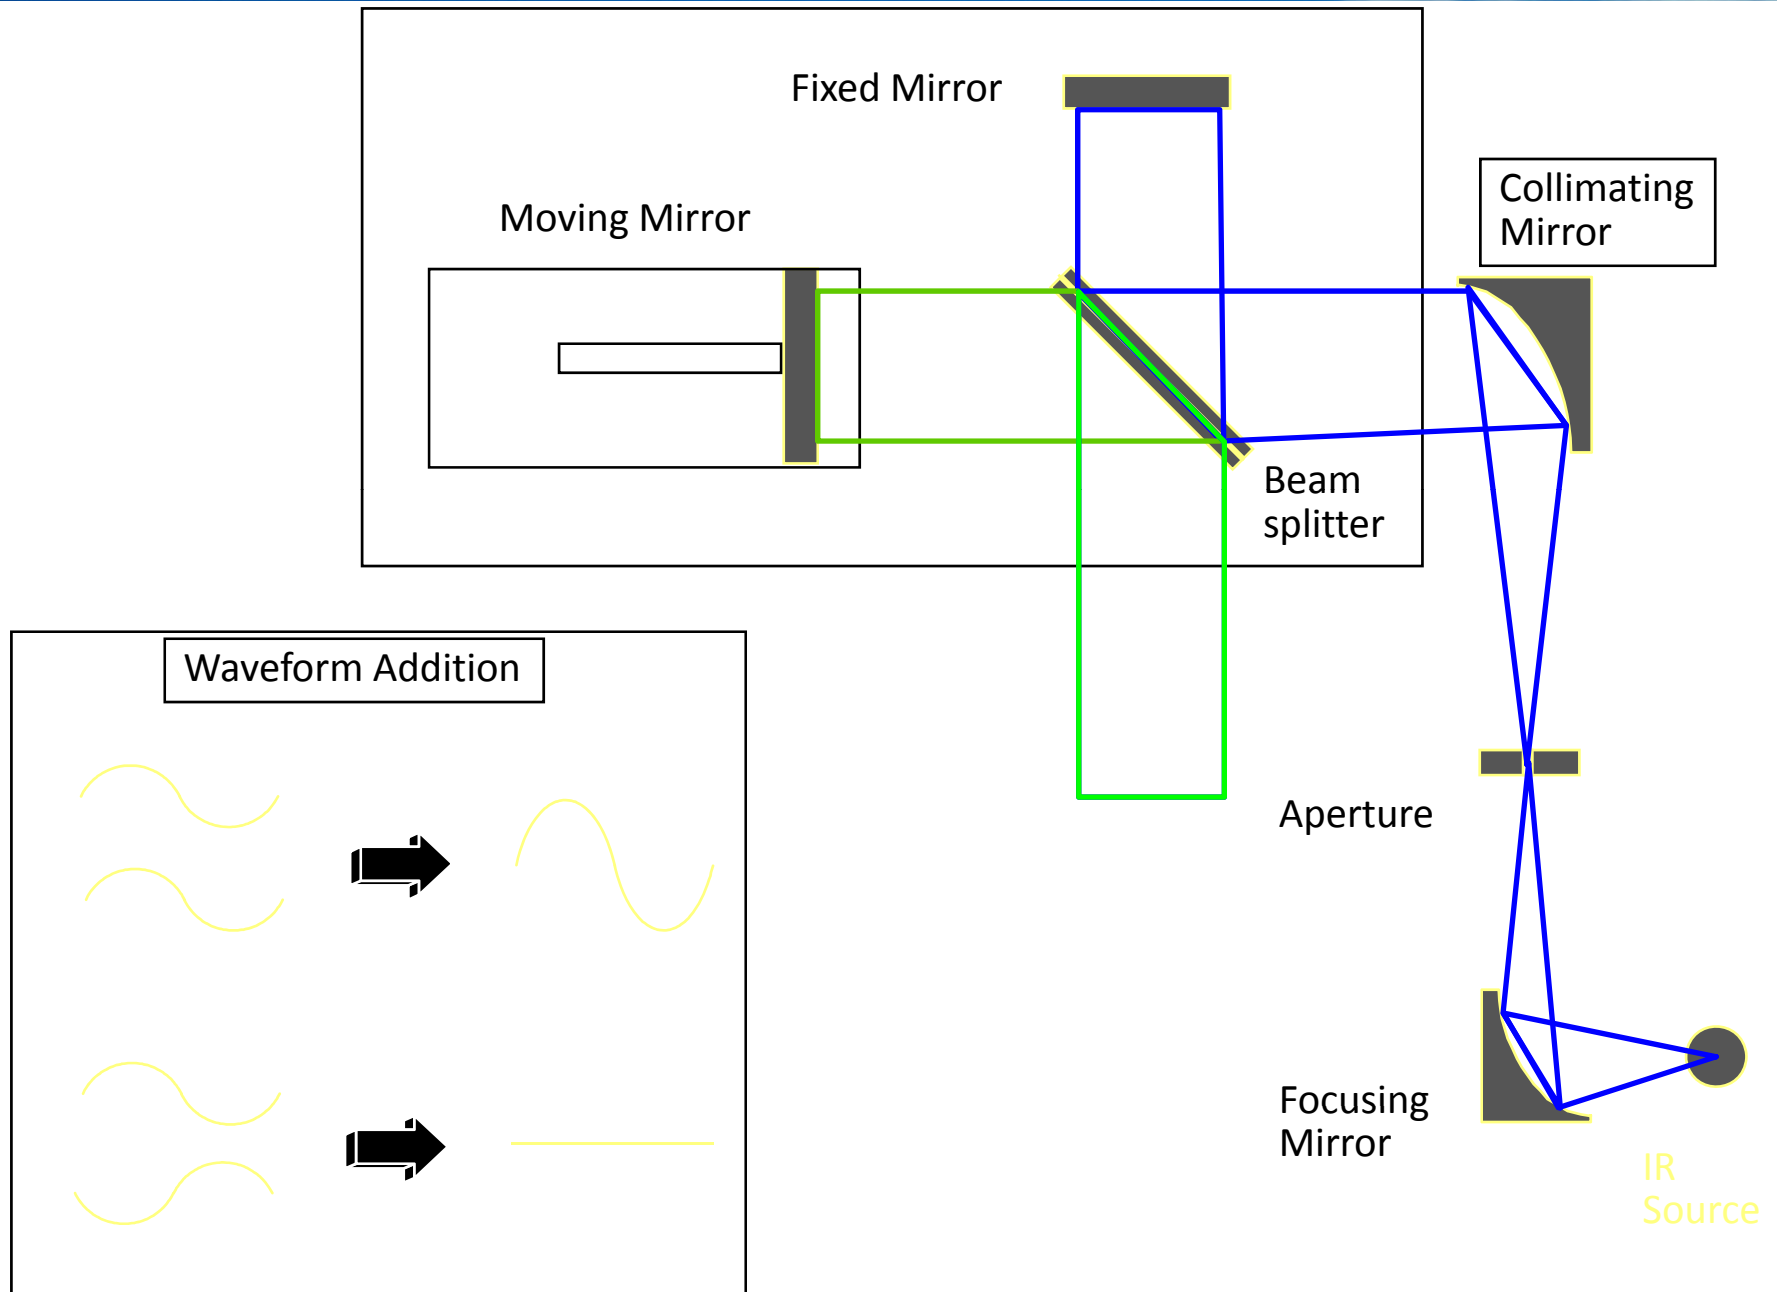 Fixed Mirror
Collimating
Mirror
Moving Mirror
Beam
splitter
Waveform Addition
Aperture
Focusing
Mirror
IR
Source